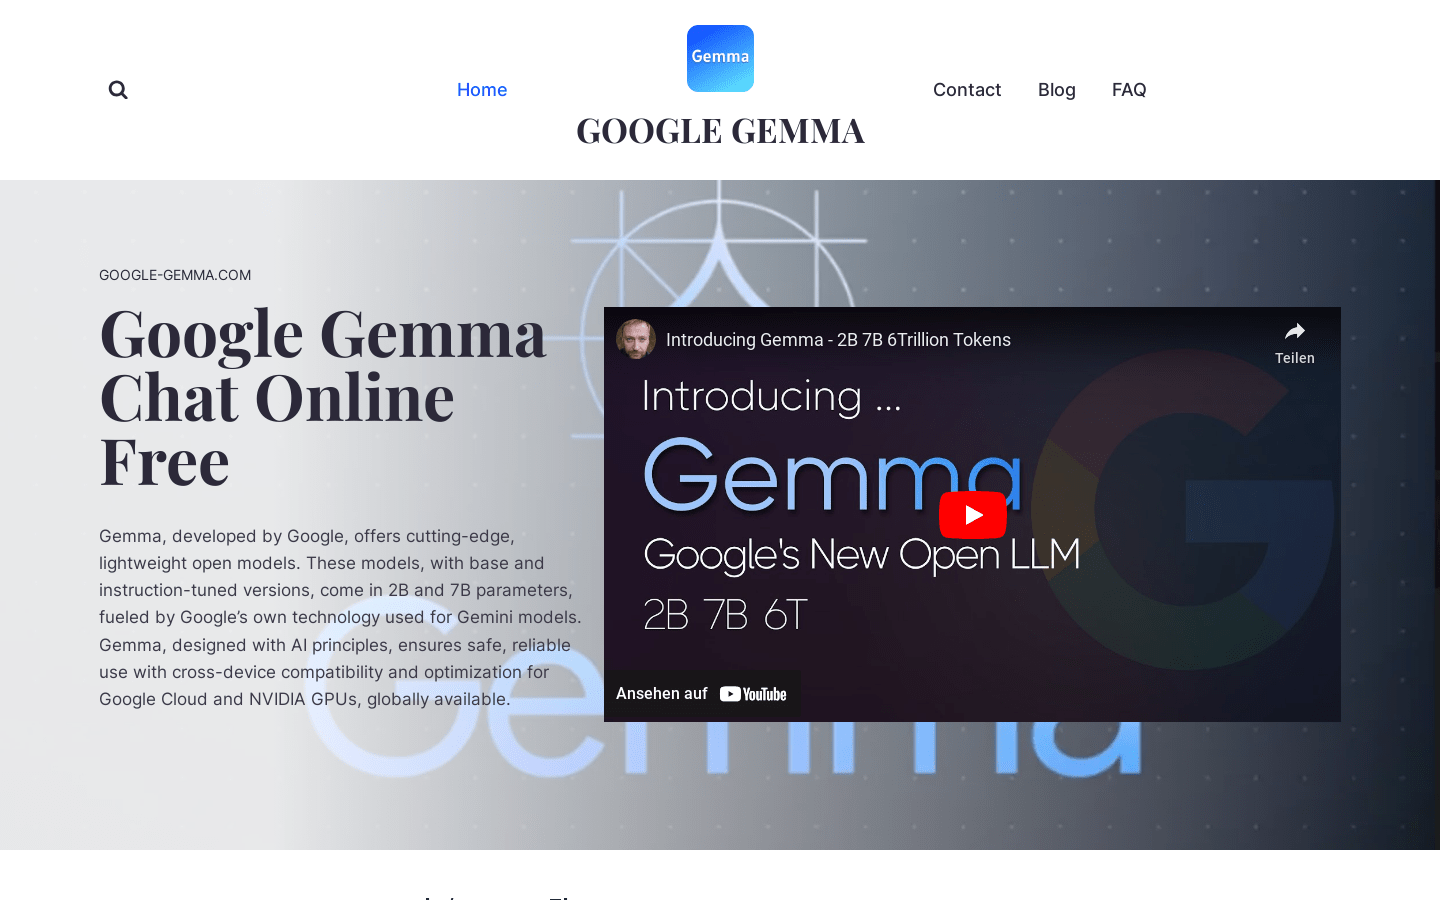 Gemma
Home
Contact
Blog
FAQ
GOOGLE GEMMA
GOOGLE-GEMMA.COM
Google Gemma
Chat Online
Free
Gemma, developed by Google, offers cutting-edge,
lightweight open models. These models, with base and
instruction-tuned versions, come in 2B and 7B parameters,
fueled by Google’s own technology used for Gemini models.
Gemma, designed with AI principles, ensures safe, reliable
use with cross-device compatibility and optimization for
Google Cloud and NVIDIA GPUs, globally available.
Introducing Gemma - 2B 7B 6Trillion Tokens
Teilen
Introducing ...
Gemma
Google's New Open LLM
2B 7B 6T
Ansehen auf YouTube
Gemma